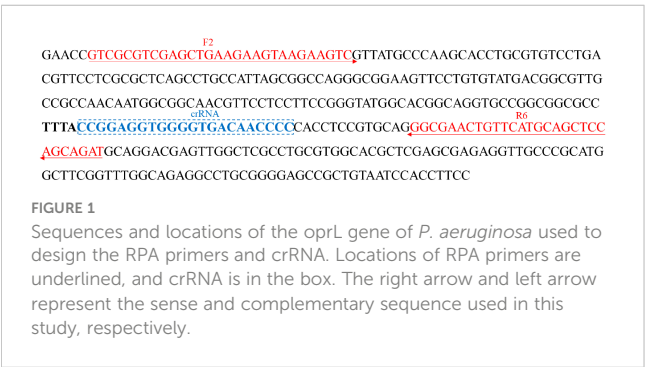 F2
GAACCGTCGCGTCGAGCTGAAGAAGTAAGAAGTCGTTATGCCCAAGCACCTGCGTGTCCTGA
CGTTCCTCGCGCTCAGCCTGCCATTAGCGGCCAGGGCGGAAGTTCCTGTGTATGACGGCGTTG
CCGCCAACAATGGCGGCAACGTTCCTCCTTCCGGGTATGGCACGGCAGGTGCCGGCGGCGCC
crRNA R6
TTTACCGGAGGTGGGGTGACAACCCCCACCTCCGTGCAGGGCGAACTGTTCATGCAGCTCC
AGCAGATGCAGGACGAGTTGGCTCGCCTGCGTGGCACGCTCGAGCGAGAGGTTGCCCGCATG
GCTTCGGTTTGGCAGAGGCCTGCGGGGAGCCGCTGTAATCCACCTTCC
FIGURE 1
Sequences and locations of the oprL gene of P. aeruginosa used to
design the RPA primers and crRNA. Locations of RPA primers are
underlined, and crRNA is in the box. The right arrow and left arrow
represent the sense and complementary sequence used in this
study, respectively.